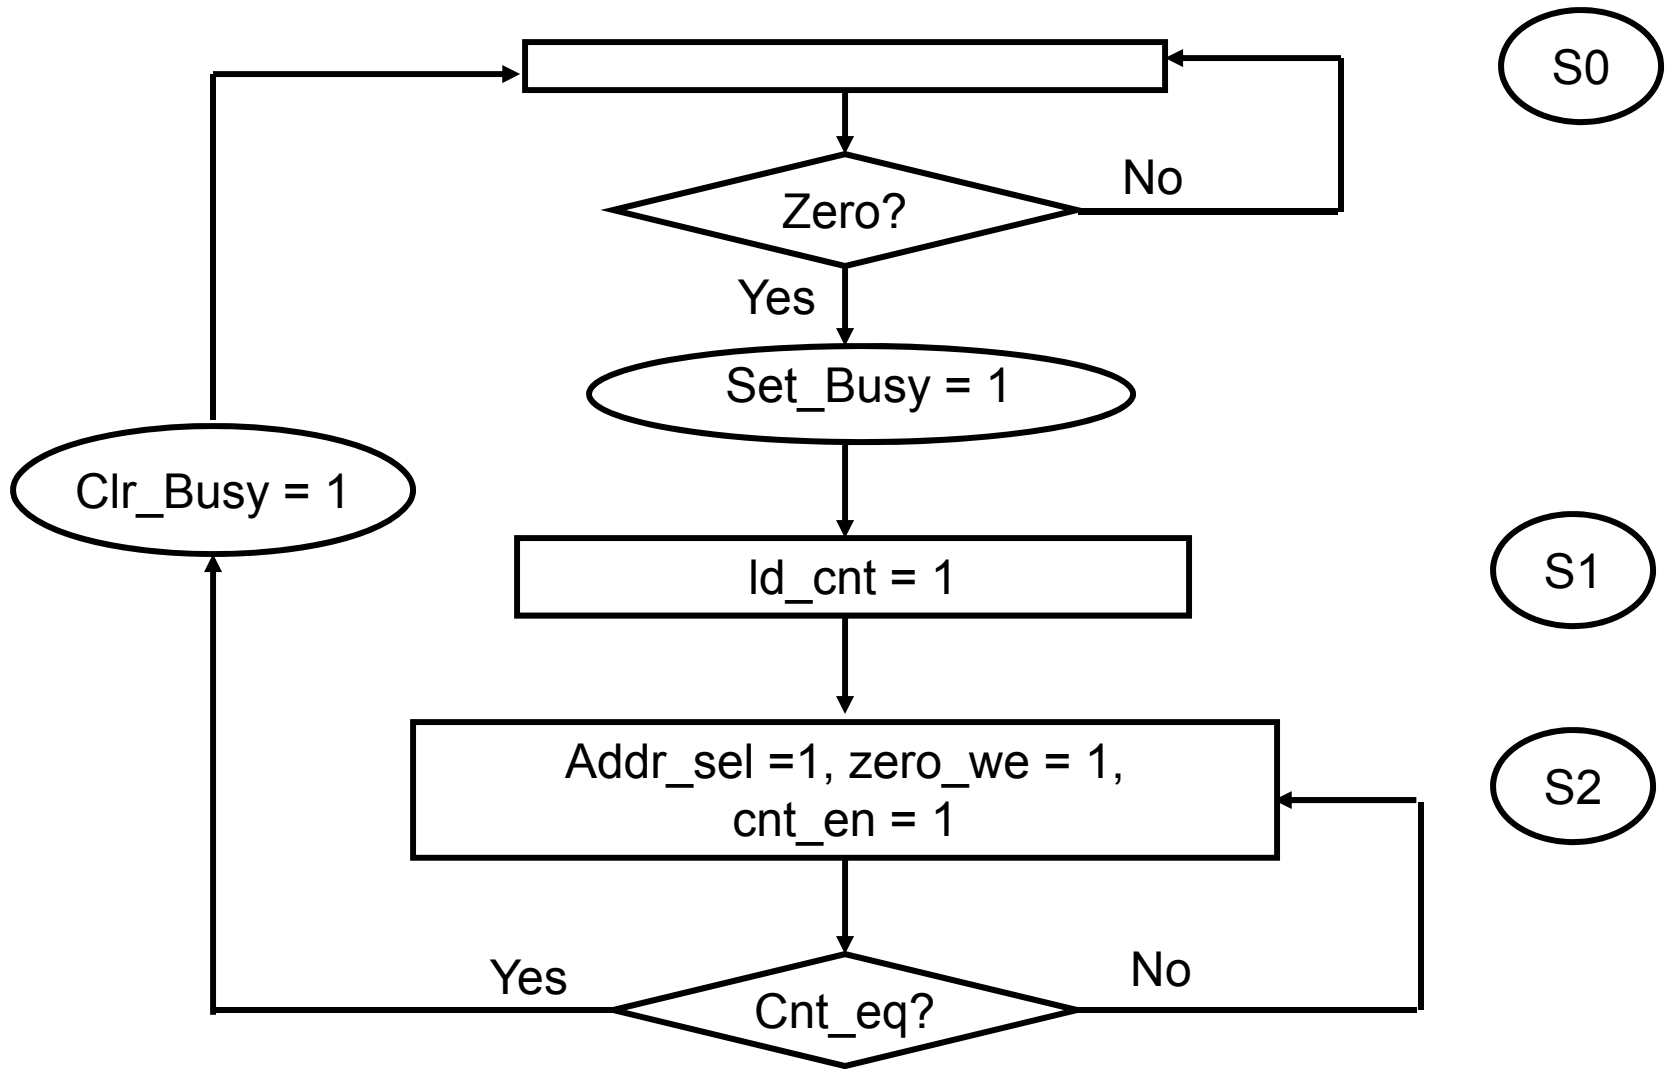 S0
Zero?
No
Yes
Set_Busy = 1
Clr_Busy = 1
ld_cnt = 1
S1
Addr_sel =1, zero_we = 1,
cnt_en = 1
S2
Yes
Cnt_eq?
No